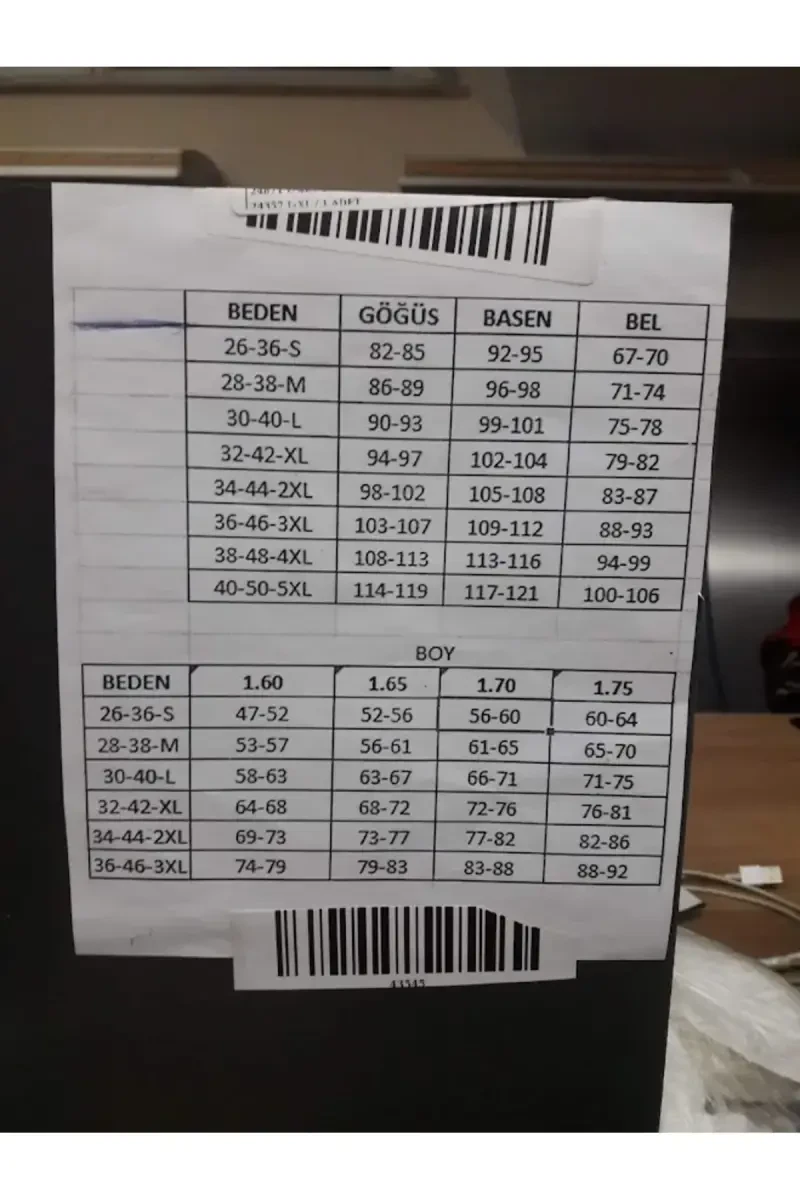 1-XL / 1 ADET
BEDEN GÖĞÜS BASEN BEL
26-36-S 82-85 92-95 67-70
28-38-M 86-89 96-98 71-74
30-40-L 90-93 99-101 75-78
32-42-XL 94-97 102-104 79-82
34-44-2XL 98-102 105-108 83-87
36-46-3XL 103-107 109-112 88-93
38-48-4XL 108-113 113-116 94-99
40-50-5XL 114-119 117-121 100-106
BOY
BEDEN 1.60 1.65 1.70 1.75
26-36-S 47-52 52-56 56-60 60-64
28-38-M 53-57 56-61 61-65 65-70
30-40-L 58-63 63-67 66-71 71-75
32-42-XL 64-68 68-72 72-76 76-81
34-44-2XL 69-73 73-77 77-82 82-86
36-46-3XL 74-79 79-83 83-88 88-92